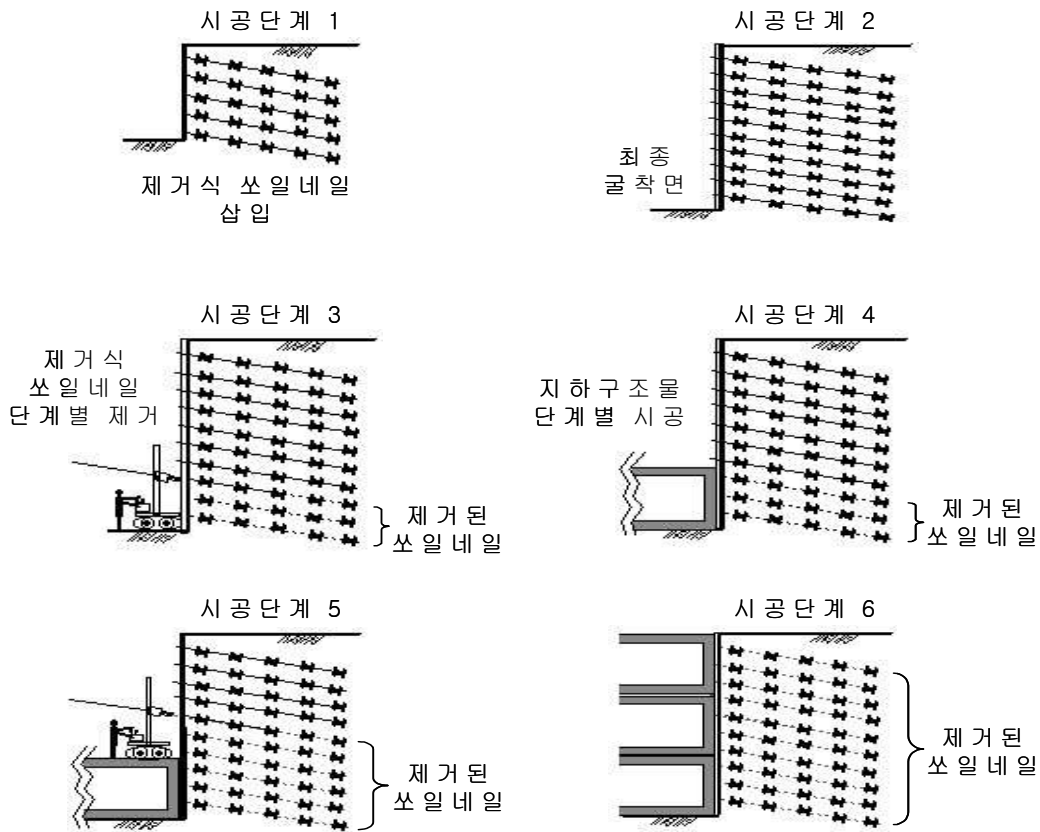 시공단계 1
제거식 쏘일네일
삽입
시공단계 2
최종
굴착면
시공단계 3
제거식
쏘일네일
단계별 제거
제거된
쏘일네일
시공단계 4
지하구조물
단계별 시공
제거된
쏘일네일
시공단계 5
제거된
쏘일네일
시공단계 6
제거된
쏘일네일